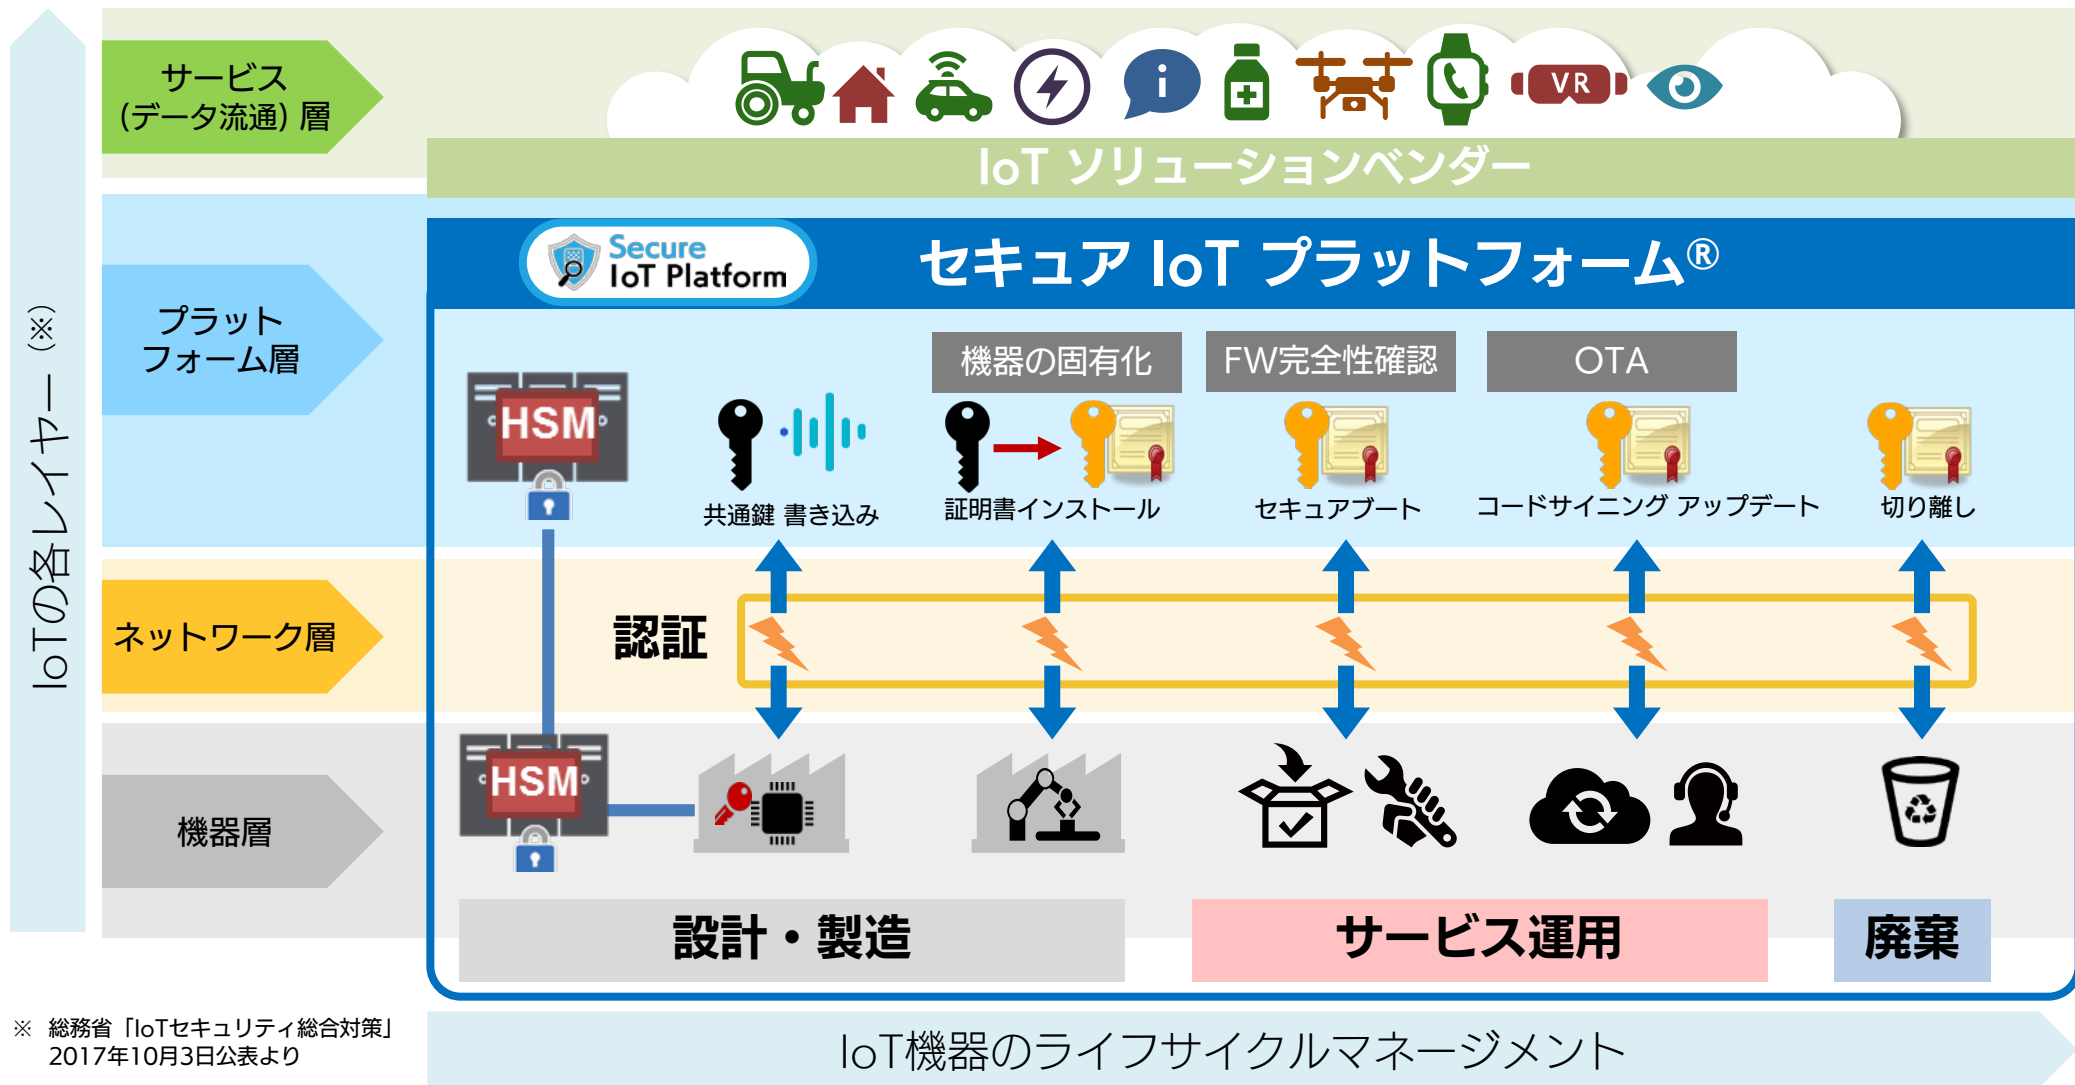 サービス
(データ流通) 層
i
VR
IoT ソリューションベンダー
Secure
IoT Platform
セキュア IoT プラットフォーム®
プラット
フォーム層
機器の固有化
FW完全性確認
OTA
HSM
共通鍵 書き込み
証明書インストール
セキュアブート
コードサイニング アップデート
切り離し
IoTの各レイヤー (※)
ネットワーク層
認証
機器層
HSM
設計・製造
サービス運用
廃棄
※ 総務省「IoTセキュリティ総合対策」
2017年10月3日公表より
IoT機器のライフサイクルマネージメント